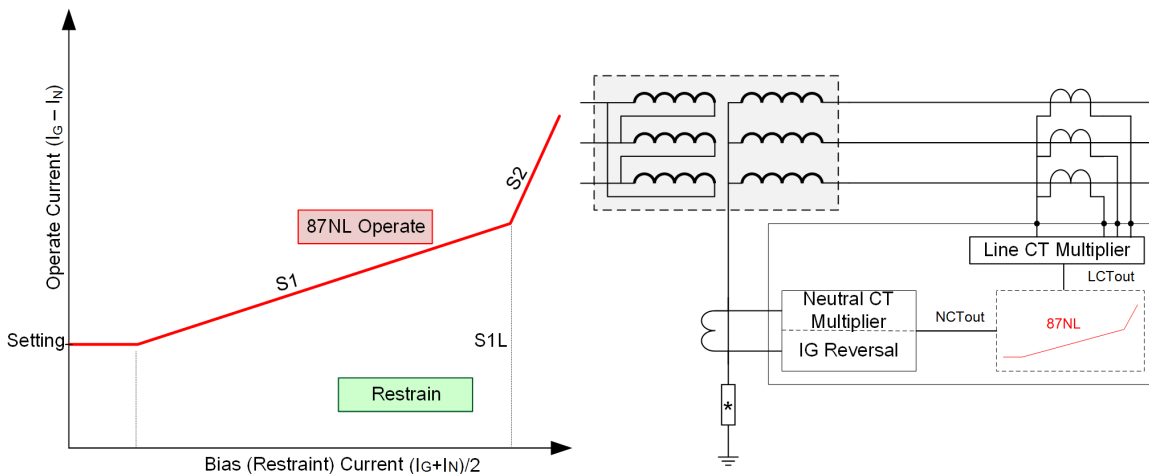 Operate Current (IG – IN)
S2
87NL Operate
S1
Setting
S1L
Restrain
Bias (Restraint) Current (IG+IN)/2
Line CT Multiplier
LCTout
Neutral CT
Multiplier
IG Reversal
NCTout
87NL
*